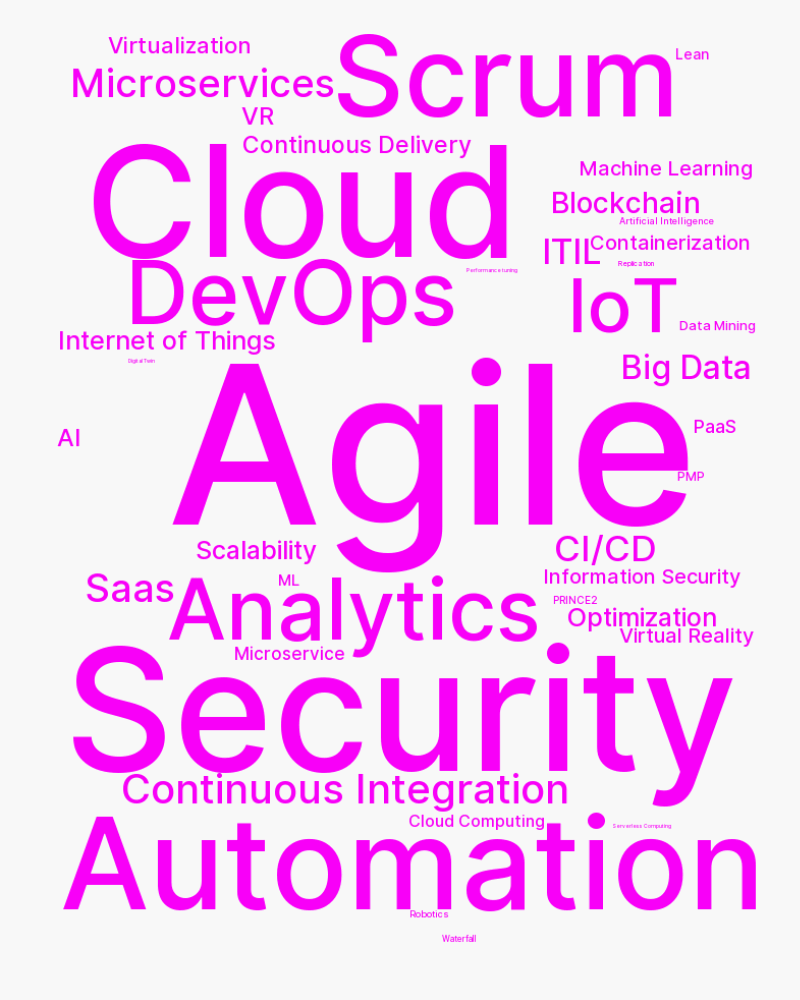 Virtualization
Scrum
Lean
Microservices
VR
Continuous Delivery
Cloud
Machine Learning
Blockchain
Artificial Intelligence
Containerization
ITIL
Replication
DevOps
Performance tuning
IoT
Data Mining
Internet of Things
Digital Twin
Big Data
Agile
PaaS
AI
PMP
Scalability
CI/CD
Information Security
Saas
ML
Analytics
PRINCE2
Optimization
Virtual Reality
Microservice
Security
Continuous Integration
Cloud Computing
Serverless Computing
Automation
Robotics
Waterfall